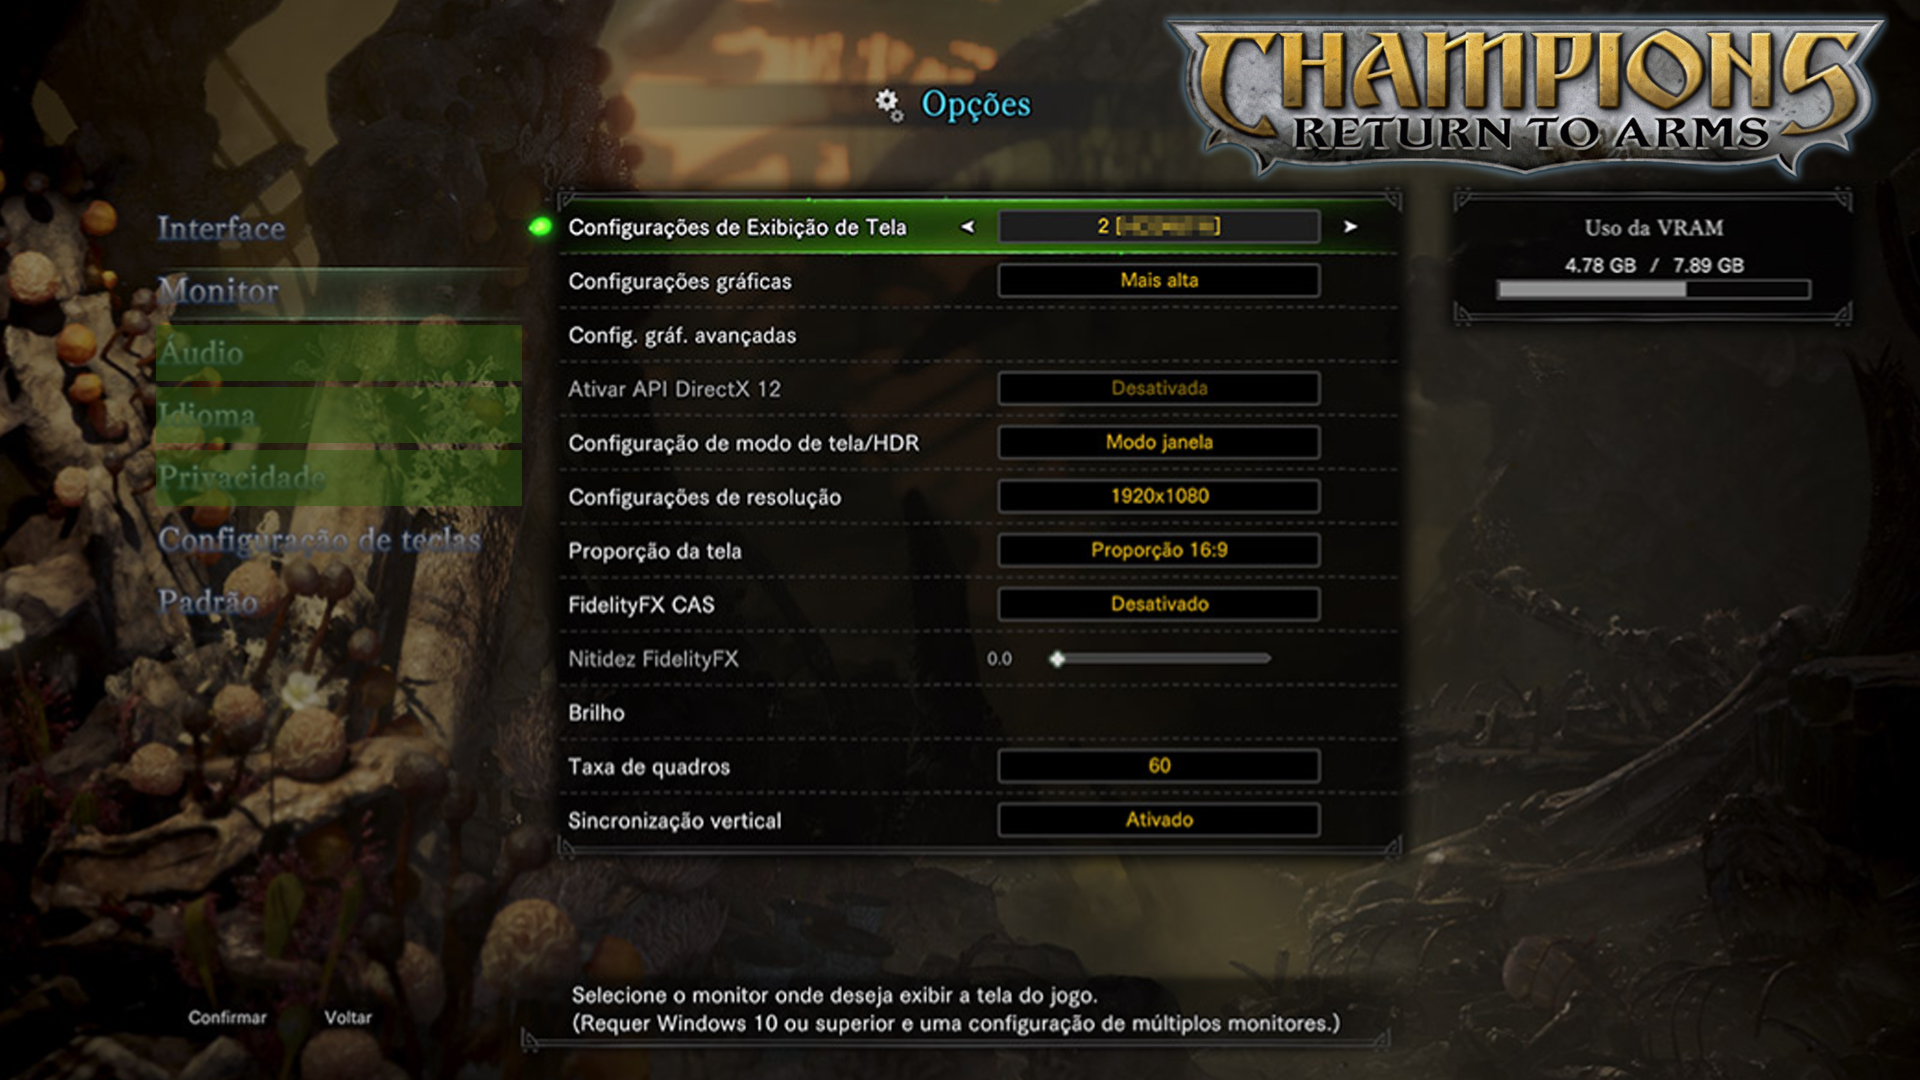 CHAMPIONS
RETURN TO ARMS
Opções
Interface
Monitor
Áudio
Idioma
Privacidade
Configuração de teclas
Padrão
Configurações de Exibição de Tela 2 [ ]
Configurações gráficas Mais alta
Config. gráf. avançadas
Ativar API DirectX 12 Desativada
Configuração de modo de tela/HDR Modo janela
Configurações de resolução 1920x1080
Proporção da tela Proporção 16:9
FidelityFX CAS Desativado
Nitidez FidelityFX 0.0
Brilho
Taxa de quadros 60
Sincronização vertical Ativado
Uso da VRAM
4.78 GB / 7.89 GB
Selecione o monitor onde deseja exibir a tela do jogo.
(Requer Windows 10 ou superior e uma configuração de múltiplos monitores.)
Confirmar Voltar